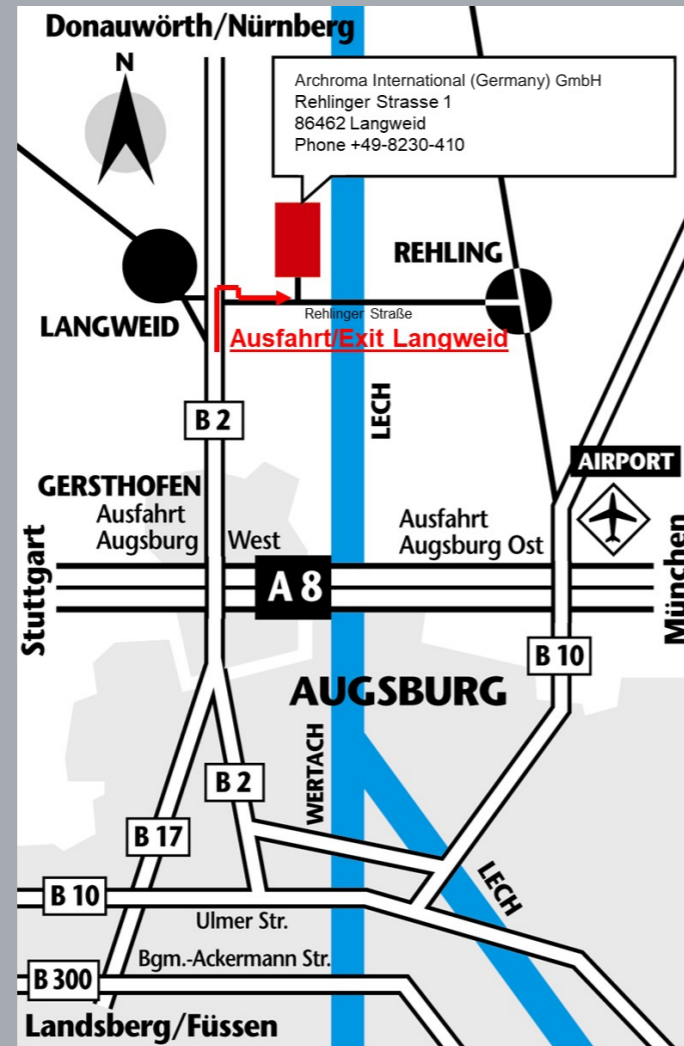 Donauwörth/Nürnberg
N
Archroma International (Germany) GmbH
Rehlinger Strasse 1
86462 Langweid
Phone +49-8230-410
REHLING
LANGWEID
Rehlinger Straße
Ausfahrt/Exit Langweid
B 2
LECH
AIRPORT
GERSTHOFEN
Ausfahrt
Augsburg West
Ausfahrt
Augsburg Ost
Stuttgart
München
A 8
B 10
AUGSBURG
WERTACH
B 2
B 17
LECH
B 10
Ulmer Str.
Bgm.-Ackermann Str.
B 300
Landsberg/Füssen